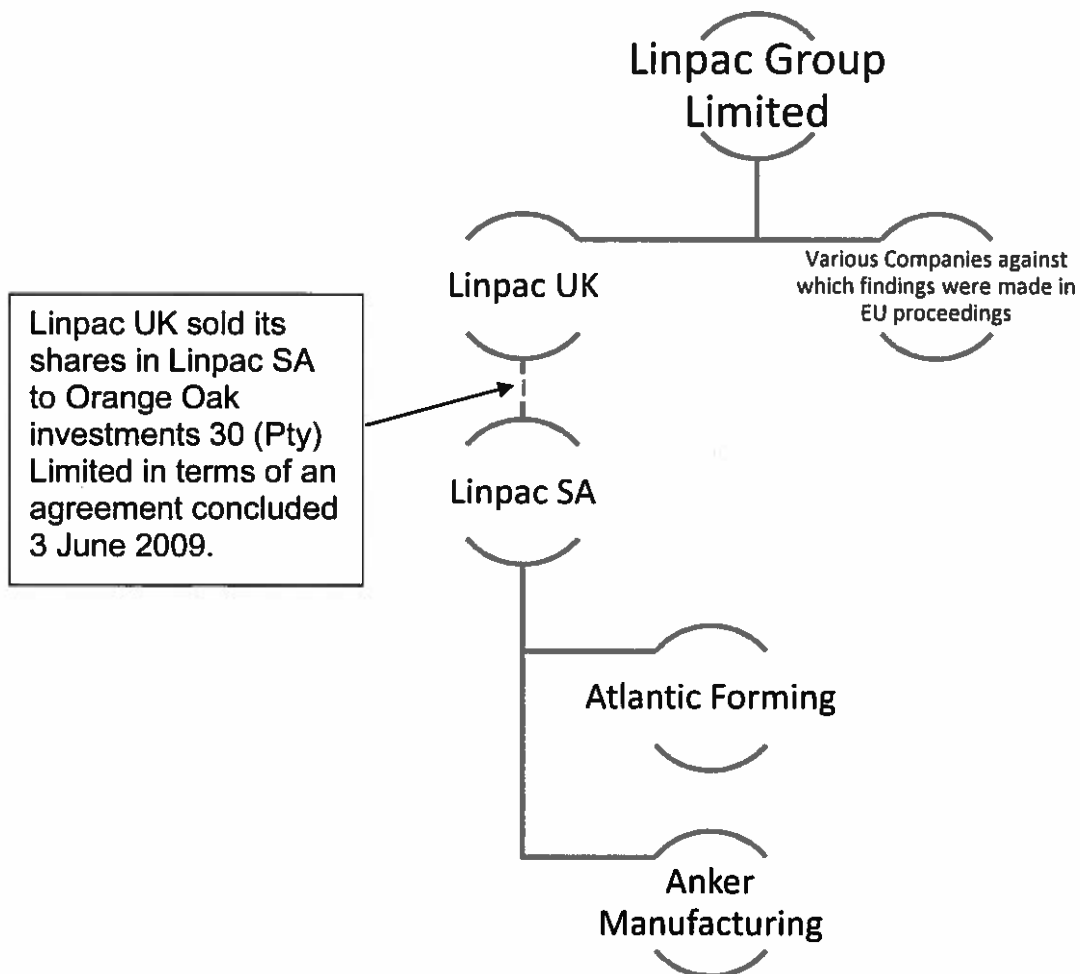 Linpac Group
Limited
Linpac UK
Various Companies against
which findings were made in
EU proceedings
Linpac UK sold its
shares in Linpac SA
to Orange Oak
investments 30 (Pty)
Limited in terms of an
agreement concluded
3 June 2009.
Linpac SA
Atlantic Forming
Anker
Manufacturing